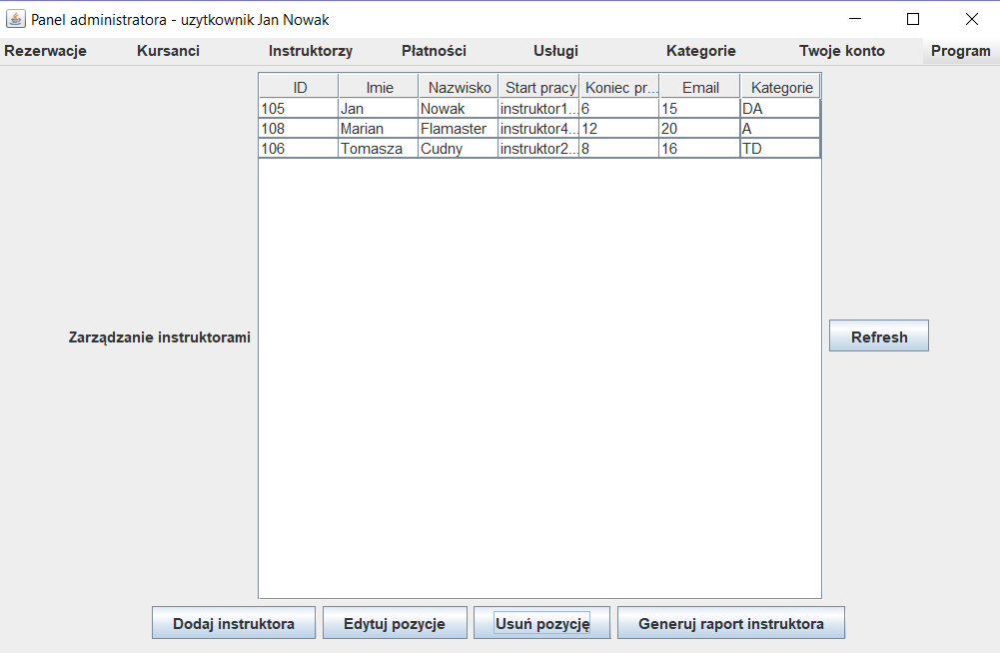 Panel administratora - uzytkownik Jan Nowak
Rezerwacje Kursanci Instruktorzy Płatności Usługi Kategorie Twoje konto Program
ID Imie Nazwisko Start pracy Koniec pr... Email Kategorie
105 Jan Nowak instruktor1... 6 15 DA
108 Marian Flamaster instruktor4... 12 20 A
106 Tomasza Cudny instruktor2... 8 16 TD
Zarządzanie instruktorami Refresh
Dodaj instruktora Edytuj pozycje Usuń pozycję Generuj raport instruktora